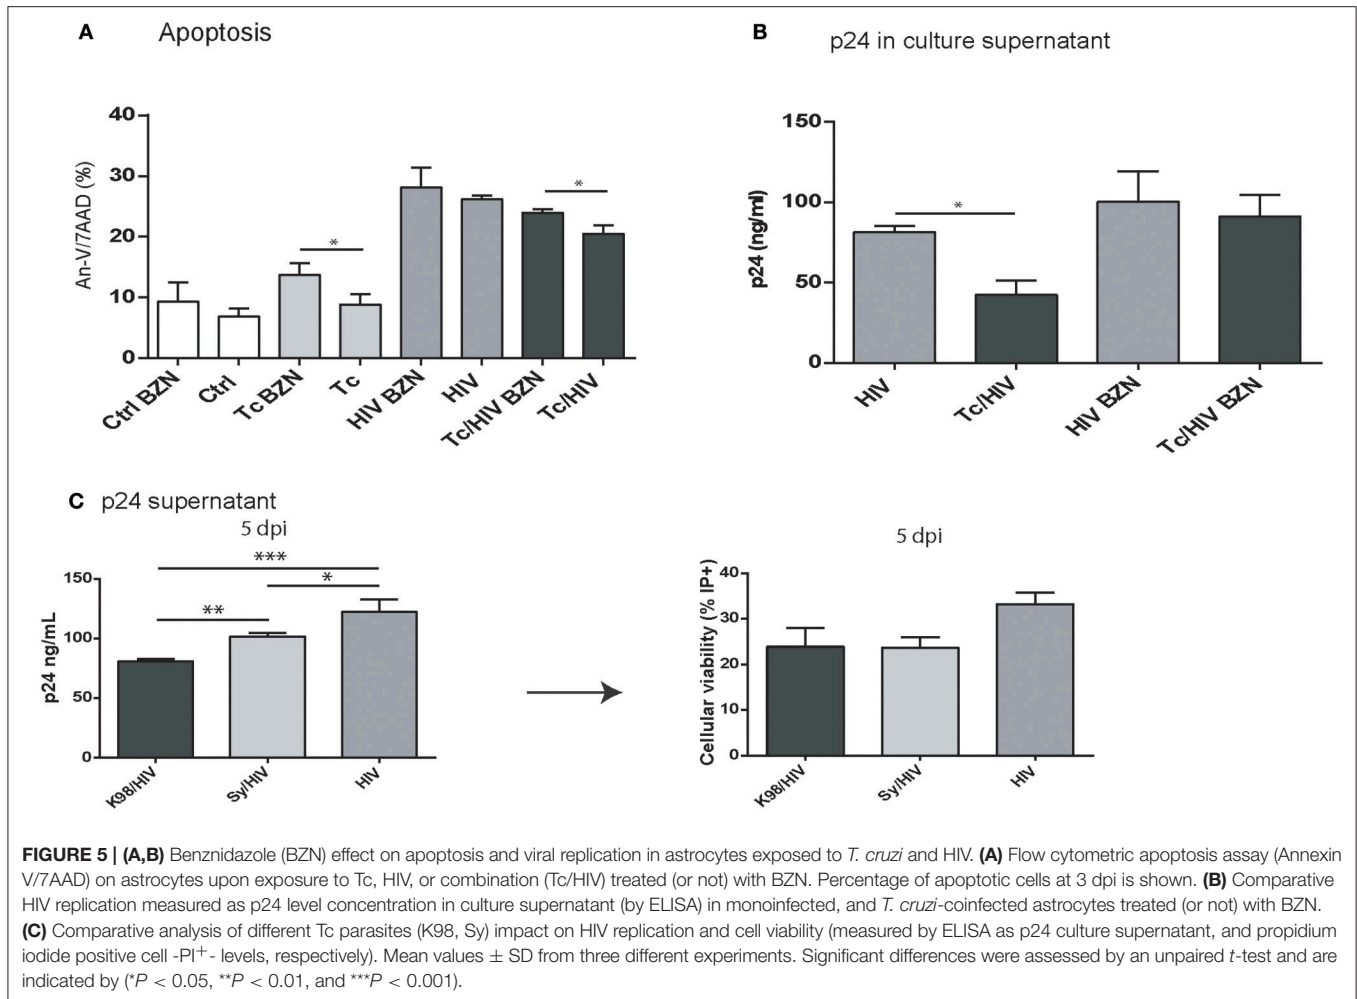 A Apoptosis
An-V/7AAD (%)
40
30
20
10
0
*
*
Ctrl BZN
Ctrl
Tc BZN
Tc
HIV BZN
HIV
Tc/HIV BZN
Tc/HIV
B p24 in culture supernatant
p24 (ng/ml)
150
100
50
0
*
HIV
Tc/HIV
HIV BZN
Tc/HIV BZN
C p24 supernatant
5 dpi
p24 ng/mL
150
100
50
0
***
*
**
K98/HIV
Sy/HIV
HIV
5 dpi
Cellular viability (% IP+)
40
30
20
10
0
K98/HIV
Sy/HIV
HIV
FIGURE 5 | (A,B) Benznidazole (BZN) effect on apoptosis and viral replication in astrocytes exposed to T. cruzi and HIV. (A) Flow cytometric apoptosis assay (Annexin
V/7AAD) on astrocytes upon exposure to Tc, HIV, or combination (Tc/HIV) treated (or not) with BZN. Percentage of apoptotic cells at 3 dpi is shown. (B) Comparative
HIV replication measured as p24 level concentration in culture supernatant (by ELISA) in monoinfected, and T. cruzi-coinfected astrocytes treated (or not) with BZN.
(C) Comparative analysis of different Tc parasites (K98, Sy) impact on HIV replication and cell viability (measured by ELISA as p24 culture supernatant, and propidium
iodide positive cell -PI+- levels, respectively). Mean values ± SD from three different experiments. Significant differences were assessed by an unpaired t-test and are
indicated by (*P < 0.05, **P < 0.01, and ***P < 0.001).